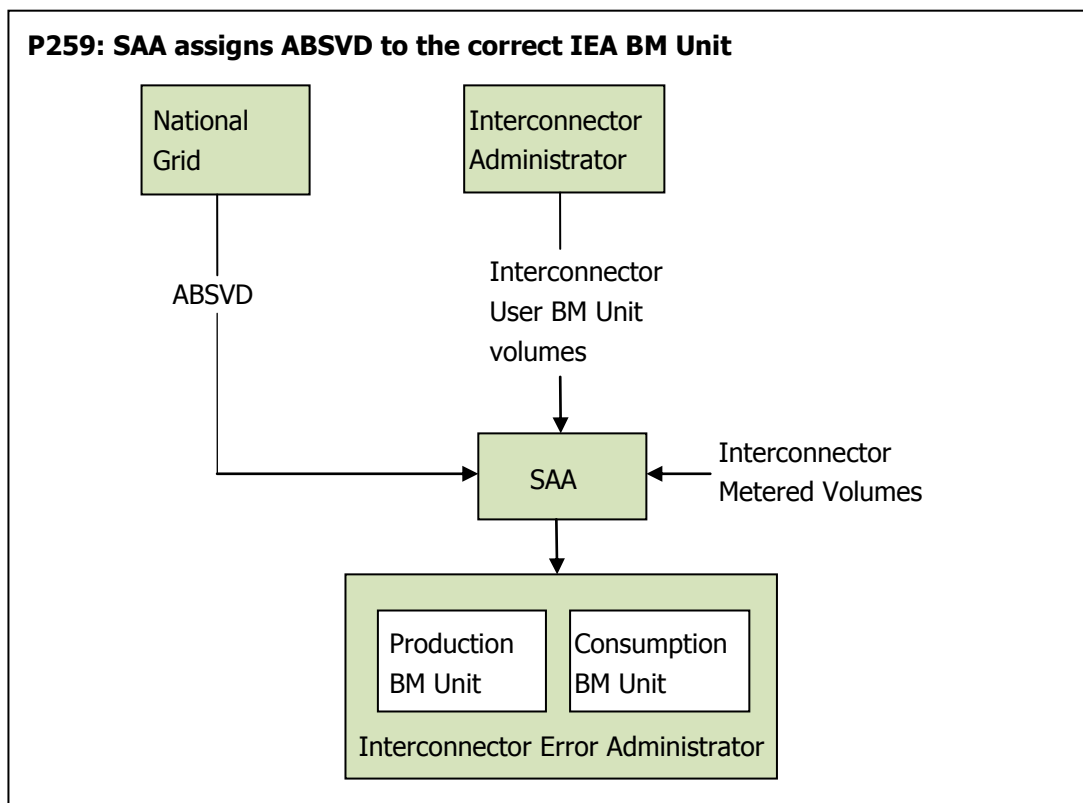 P259: SAA assigns ABSVD to the correct IEA BM Unit
National
Grid
Interconnector
Administrator
ABSVD
Interconnector
User BM Unit
volumes
SAA
Interconnector
Metered Volumes
Production
BM Unit
Consumption
BM Unit
Interconnector Error Administrator